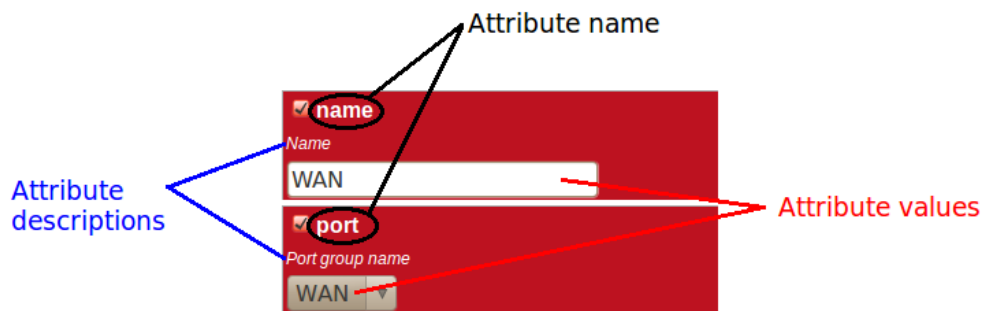 Attribute name
name
Name
WAN
Attribute
descriptions
Attribute values
port
Port group name
WAN